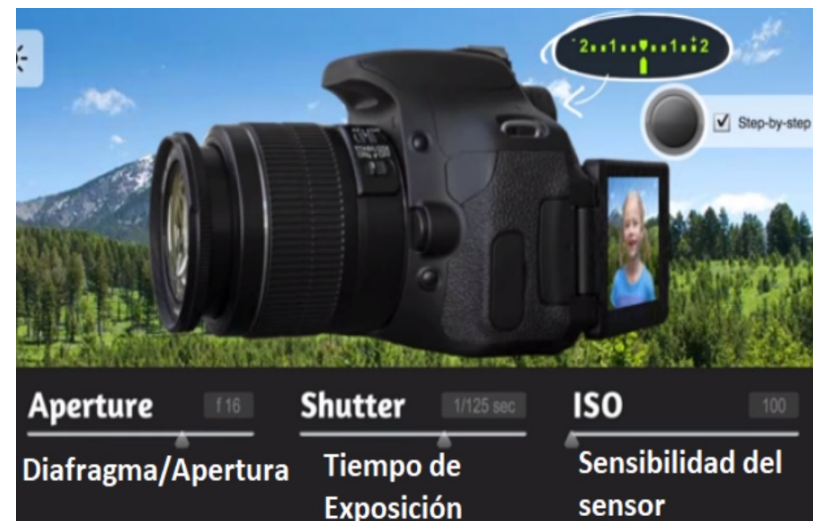 -2..1..▼..1..+2
Step-by-step
Aperture f 16
Shutter 1/125 sec
ISO 100
Diafragma/Apertura
Tiempo de
Exposición
Sensibilidad del
sensor